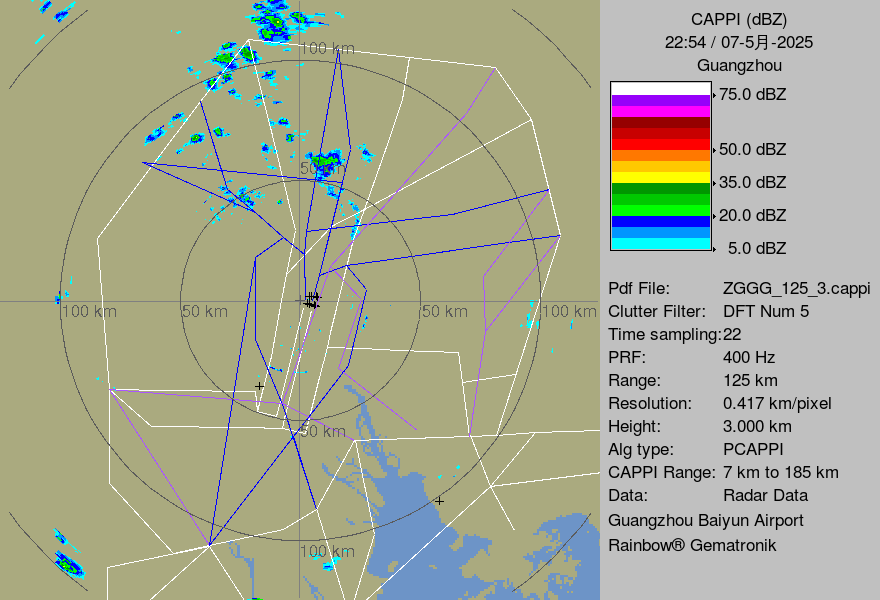 CAPPI (dBZ)
22:54 / 07-5月-2025
Guangzhou
75.0 dBZ
50.0 dBZ
35.0 dBZ
20.0 dBZ
5.0 dBZ
Pdf File: ZGGG_125_3.cappi
Clutter Filter: DFT Num 5
Time sampling:22
PRF: 400 Hz
Range: 125 km
Resolution: 0.417 km/pixel
Height: 3.000 km
Alg type: PCAPPI
CAPPI Range: 7 km to 185 km
Data: Radar Data
Guangzhou Baiyun Airport
Rainbow® Gematronik
100 km
50 km
100 km
50 km
50 km
100 km
50 km
100 km